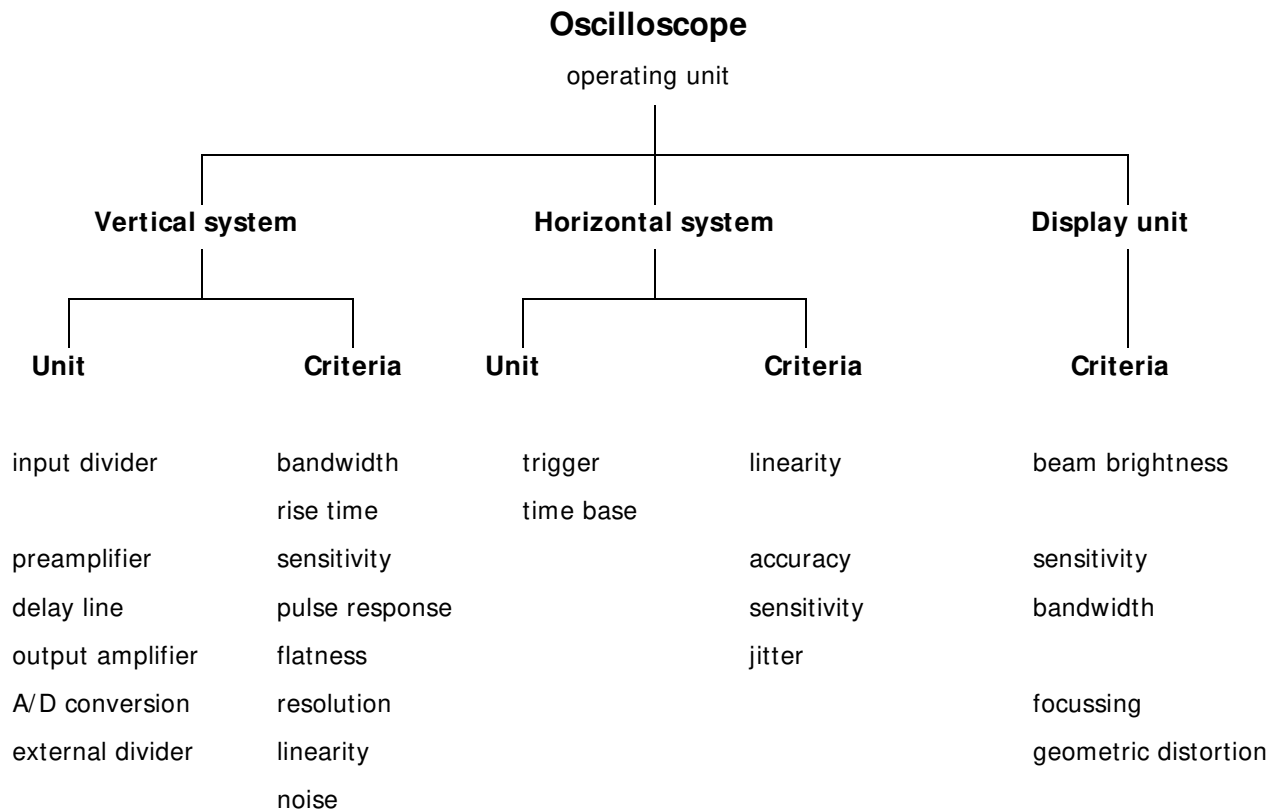 Oscilloscope
operating unit
Vertical system Horizontal system Display unit
Unit Criteria Unit Criteria Criteria
input divider bandwidth trigger linearity beam brightness
rise time time base
preamplifier sensitivity accuracy sensitivity
delay line pulse response sensitivity bandwidth
output amplifier flatness jitter
A/D conversion resolution focussing
external divider linearity geometric distortion
noise